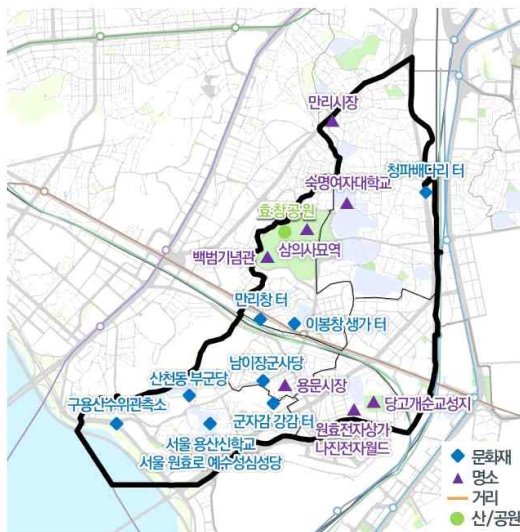 만리시장
청파배다리 터
숙명여자대학교
효창공원
삼의사묘역
백범기념관
만리창 터
이봉창 생가 터
남이장군사당
산천동 부군당
용문시장
구용산수위관측소
당고개순교성지
군자감 강감 터
원효전자상가
나진전자월드
서울 용산신학교
서울 원효로 예수성심성당
문화재
명소
거리
산/공원